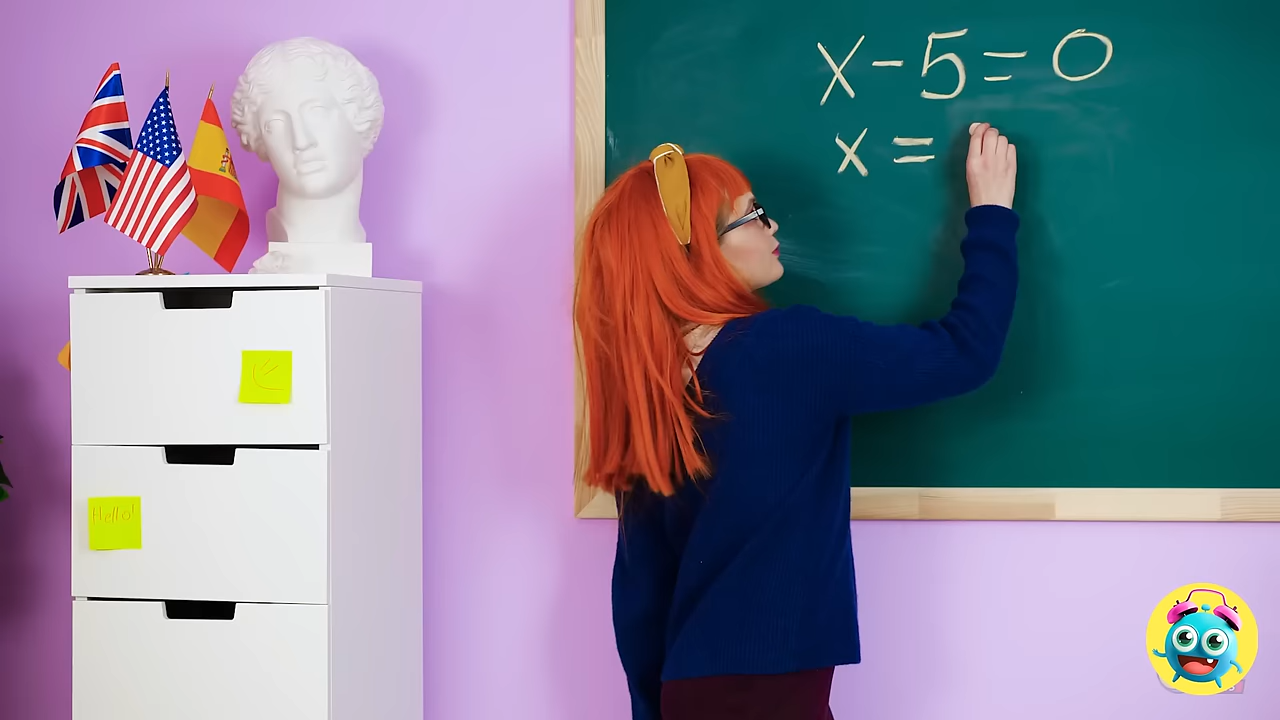 x - 5 = 0
x =
Hello!